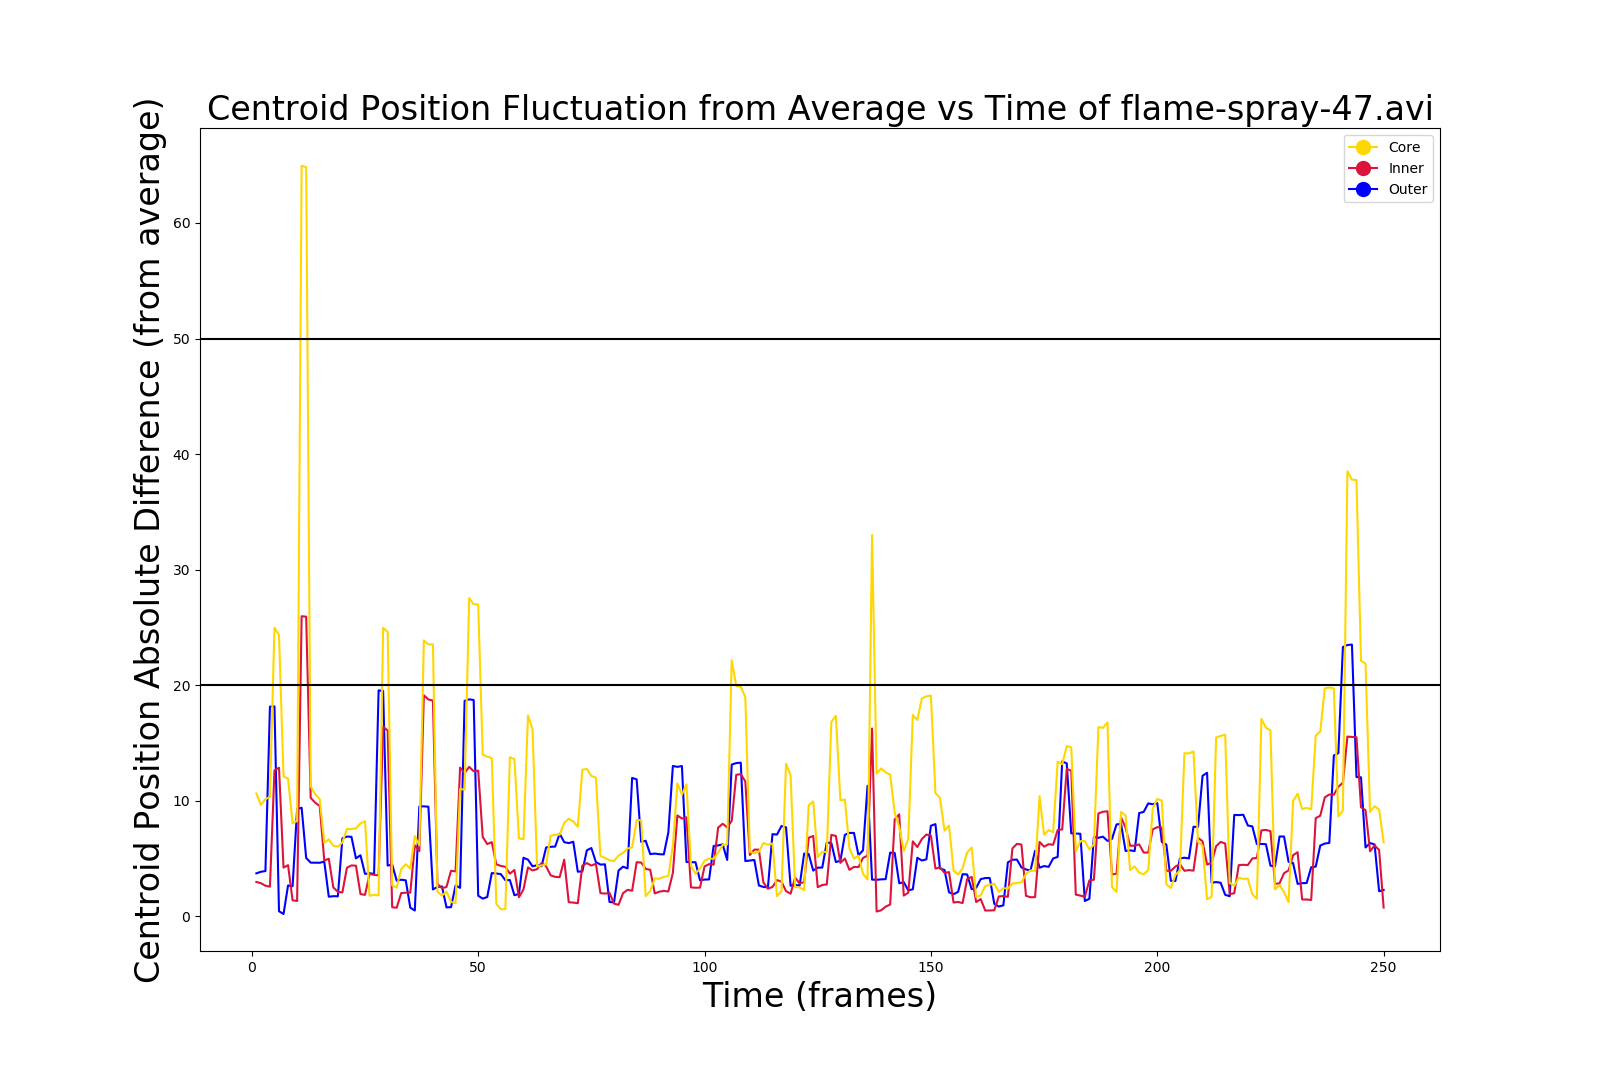 Centroid Position Fluctuation from Average vs Time of flame-spray-47.avi
Centroid Position Absolute Difference (from average)
Core
Inner
Outer
60
50
40
30
20
10
0
0 50 100 150 200 250
Time (frames)